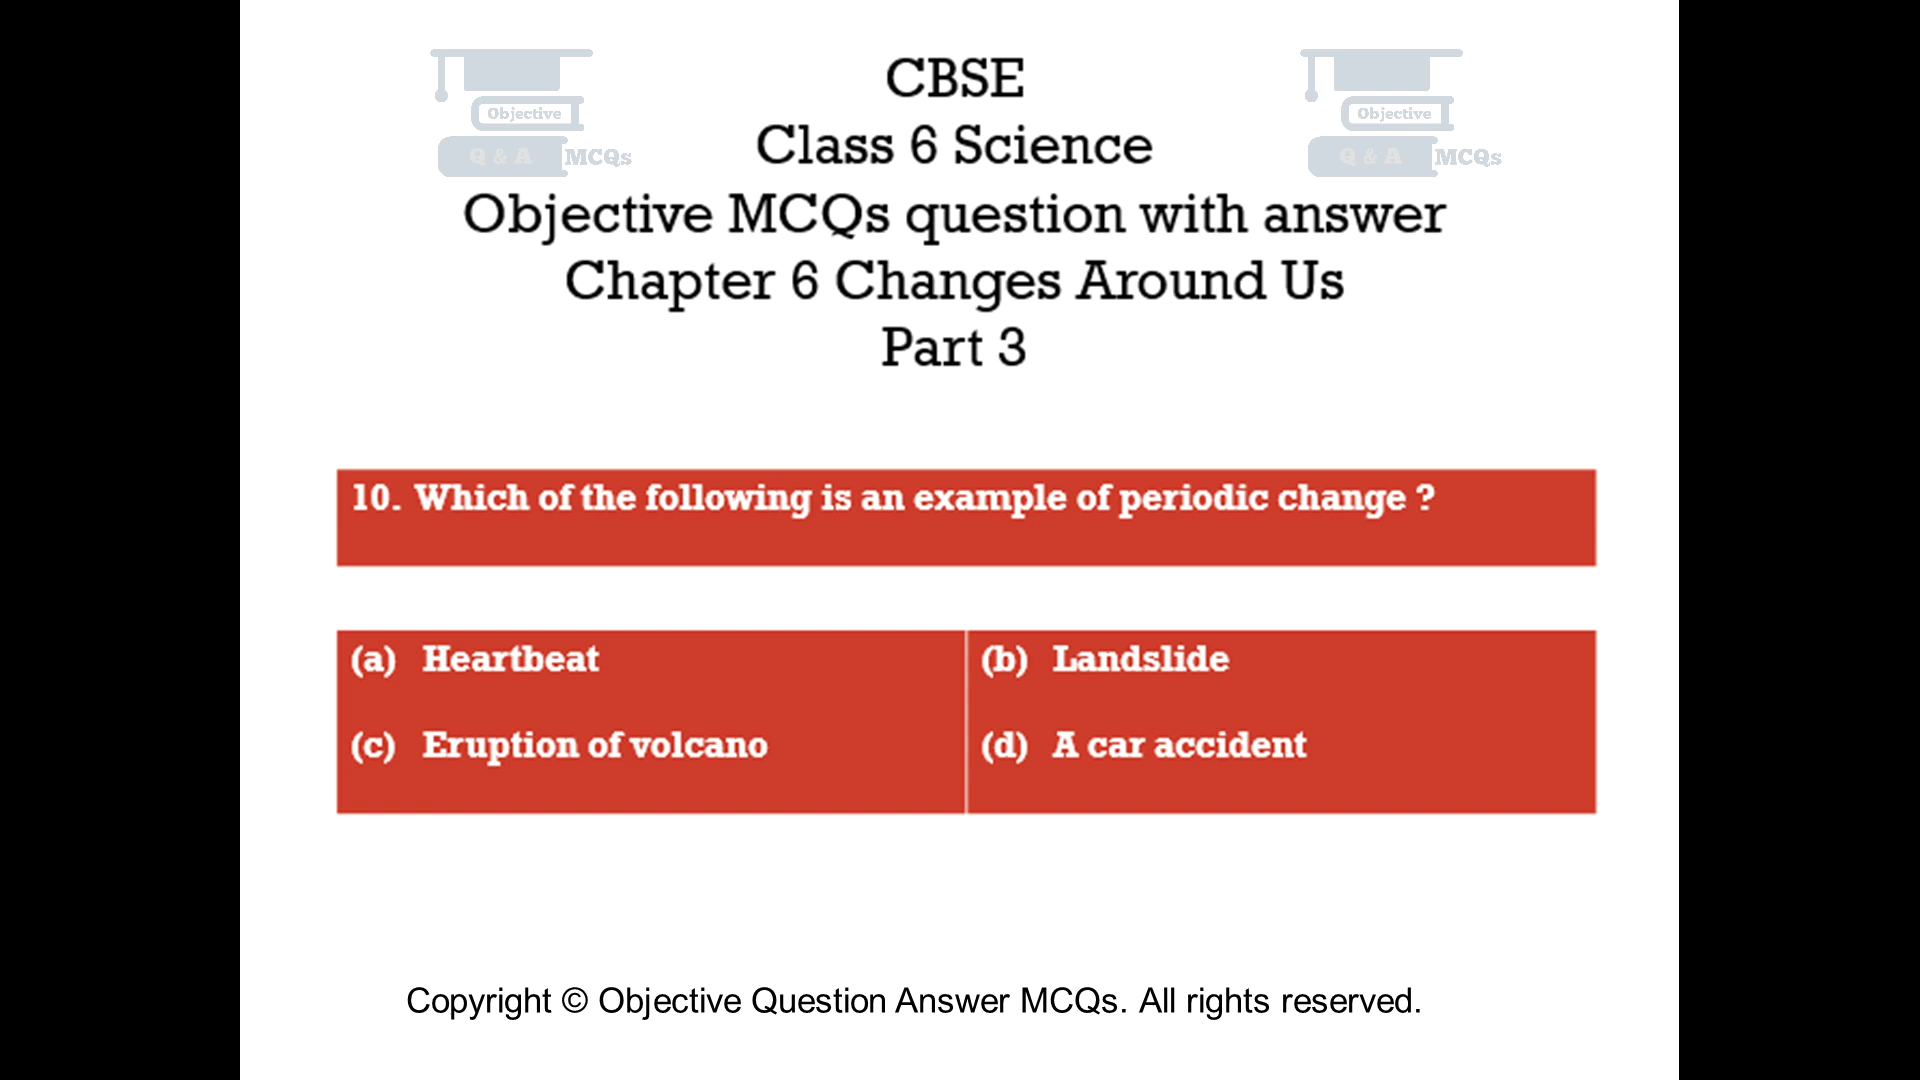 Objective
Q & A MCQs
Objective
Q & A MCQs
CBSE
Class 6 Science
Objective MCQs question with answer
Chapter 6 Changes Around Us
Part 3
10. Which of the following is an example of periodic change ?
(a) Heartbeat
(b) Landslide
(c) Eruption of volcano
(d) A car accident
Copyright © Objective Question Answer MCQs. All rights reserved.